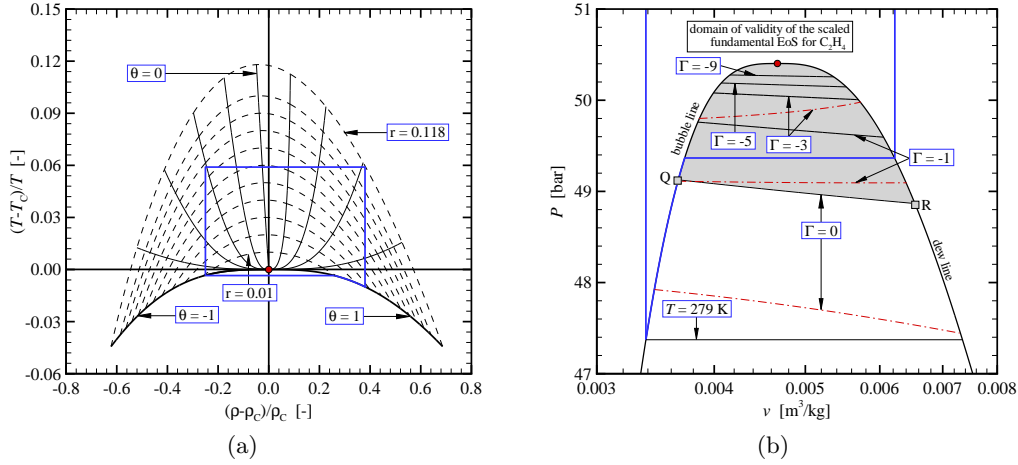 0.15
0.12
0.09
0.06
0.03
0.00
-0.03
-0.06
(T-T_C)/T [-]
θ = 0
r = 0.118
r = 0.01
θ = -1
θ = 1
-0.8
-0.6
-0.4
-0.2
0.0
0.2
0.4
0.6
0.8
(ρ-ρ_C)/ρ_C [-]
(a)
51
50
49
48
47
P [bar]
domain of validity of the scaled
fundamental EoS for C₂H₄
Γ = -9
bubble line
Γ = -5
Γ = -3
Γ = -1
Q
R
Γ = 0
dew line
T = 279 K
0.003
0.004
0.005
0.006
0.007
0.008
v [m³/kg]
(b)